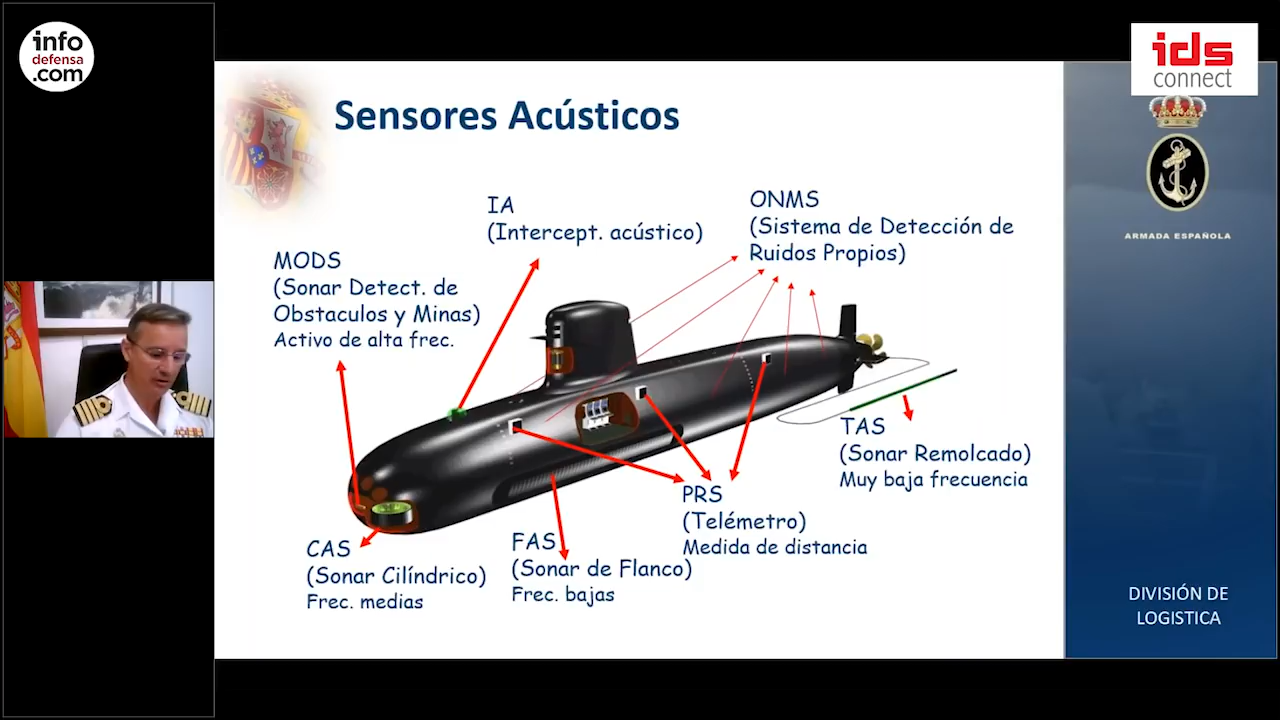 info
defensa
.com
ids
connect
Sensores Acústicos
IA
(Intercept. acústico)
ONMS
(Sistema de Detección de
Ruidos Propios)
MODS
(Sonar Detect. de
Obstaculos y Minas)
Activo de alta frec.
ARMADA ESPAÑOLA
TAS
(Sonar Remolcado)
Muy baja frecuencia
PRS
(Telémetro)
Medida de distancia
FAS
(Sonar de Flanco)
Frec. bajas
CAS
(Sonar Cilíndrico)
Frec. medias
DIVISIÓN DE
LOGISTICA